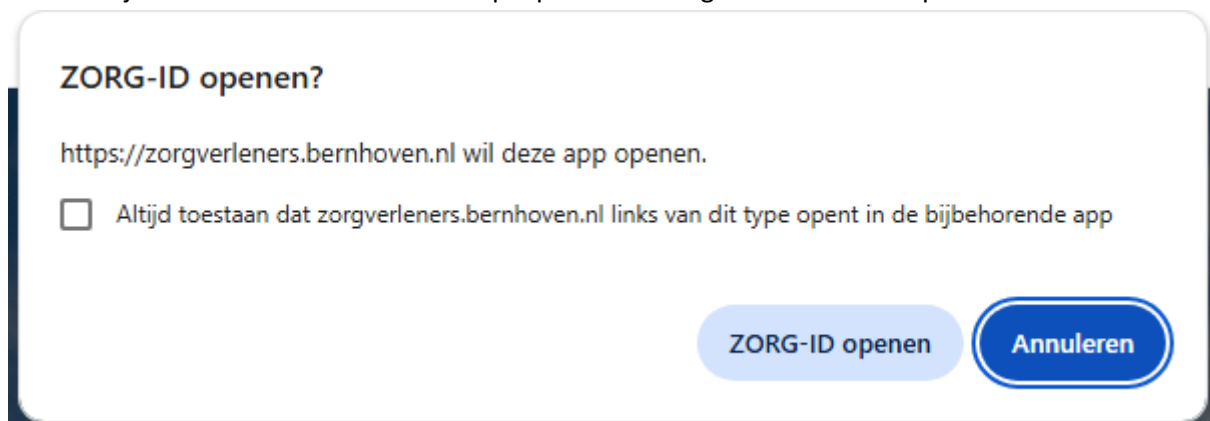 ZORG-ID openen?
https://zorgverleners.bernhoven.nl wil deze app openen.
Altijd toestaan dat zorgverleners.bernhoven.nl links van dit type opent in de bijbehorende app
ZORG-ID openen
Annuleren